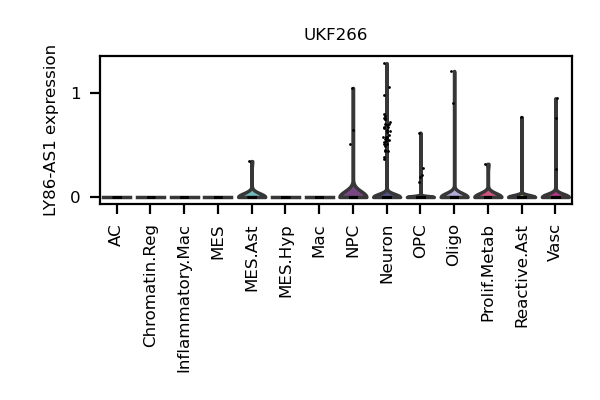 UKF266
LY86-AS1 expression
1
0
AC
Chromatin.Reg
Inflammatory.Mac
MES
MES.Ast
MES.Hyp
Mac
NPC
Neuron
OPC
Oligo
Prolif.Metab
Reactive.Ast
Vasc